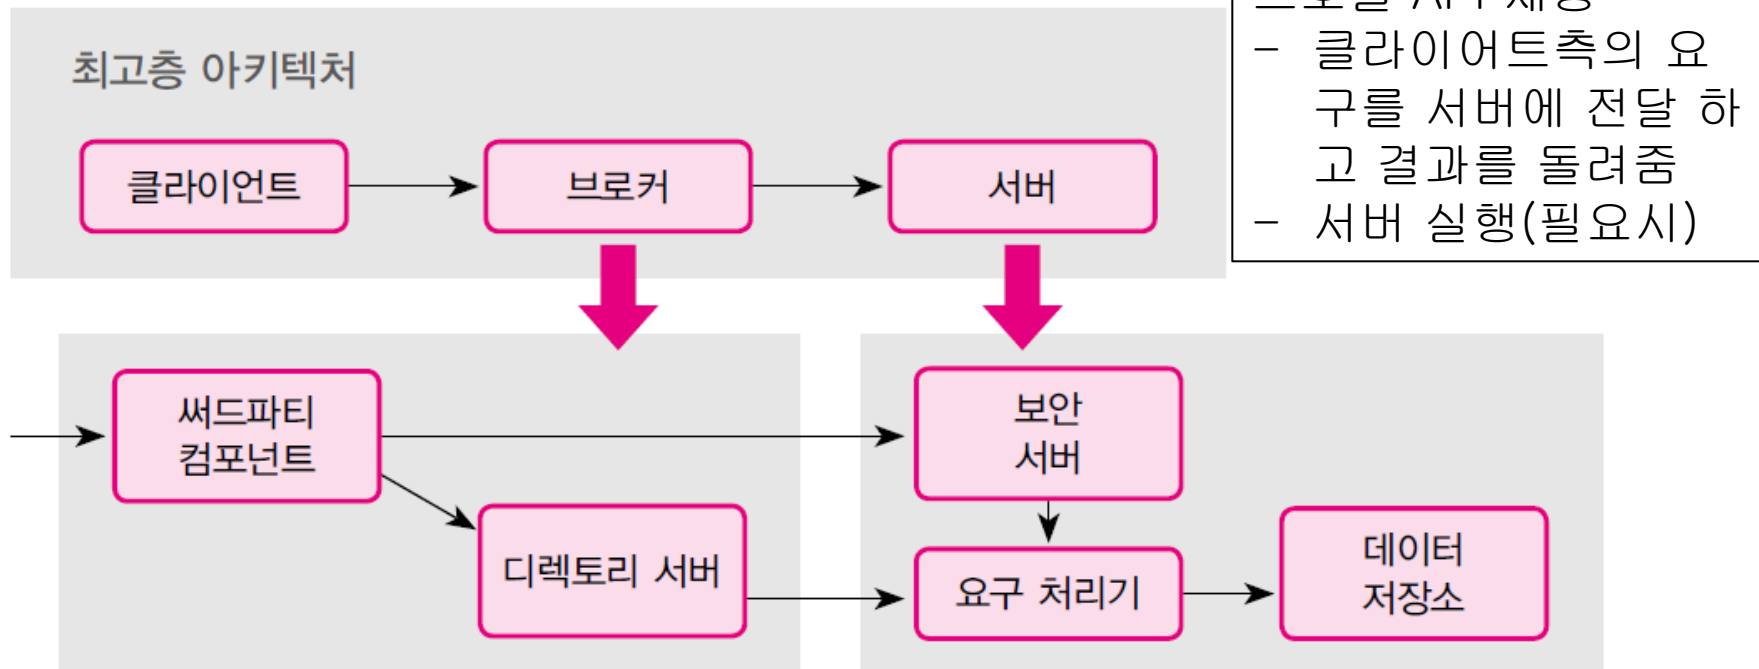 최고층 아키텍처
클라이언트
브로커
서버
- 클라이어트측의 요
구를 서버에 전달 하
고 결과를 돌려줌
- 서버 실행(필요시)
써드파티
컴포넌트
디렉토리 서버
보안
서버
요구 처리기
데이터
저장소